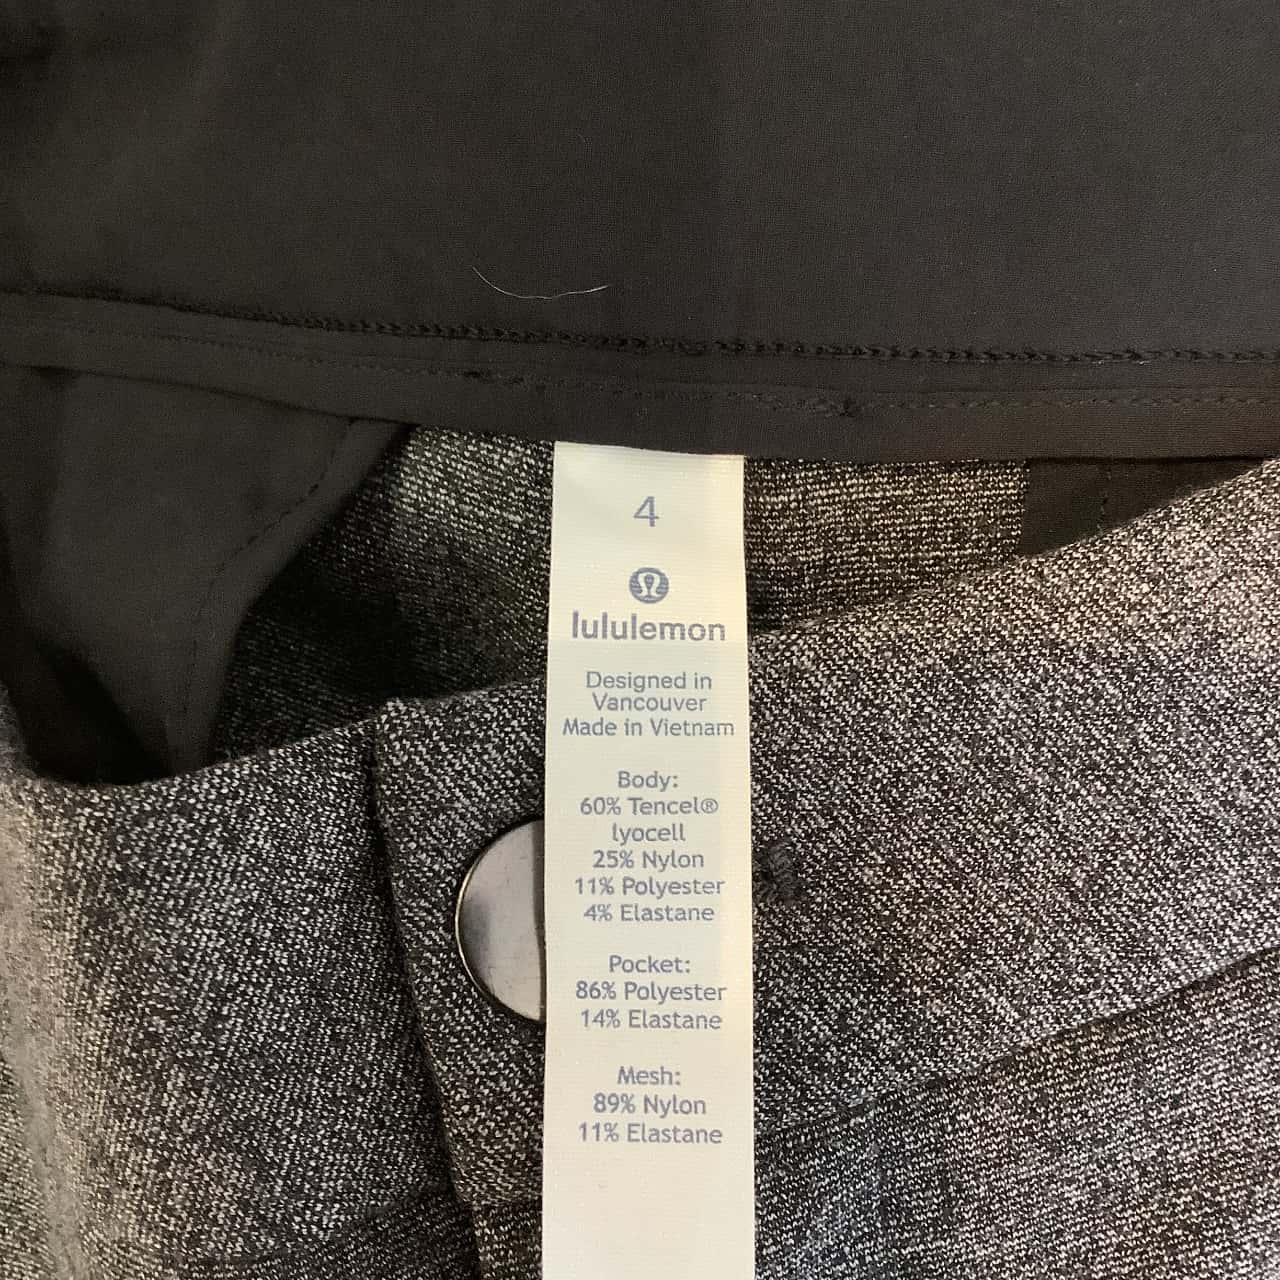 4
lululemon
Designed in
Vancouver
Made in Vietnam
Body:
60% Tencel®
lyocell
25% Nylon
11% Polyester
4% Elastane
Pocket:
86% Polyester
14% Elastane
Mesh:
89% Nylon
11% Elastane